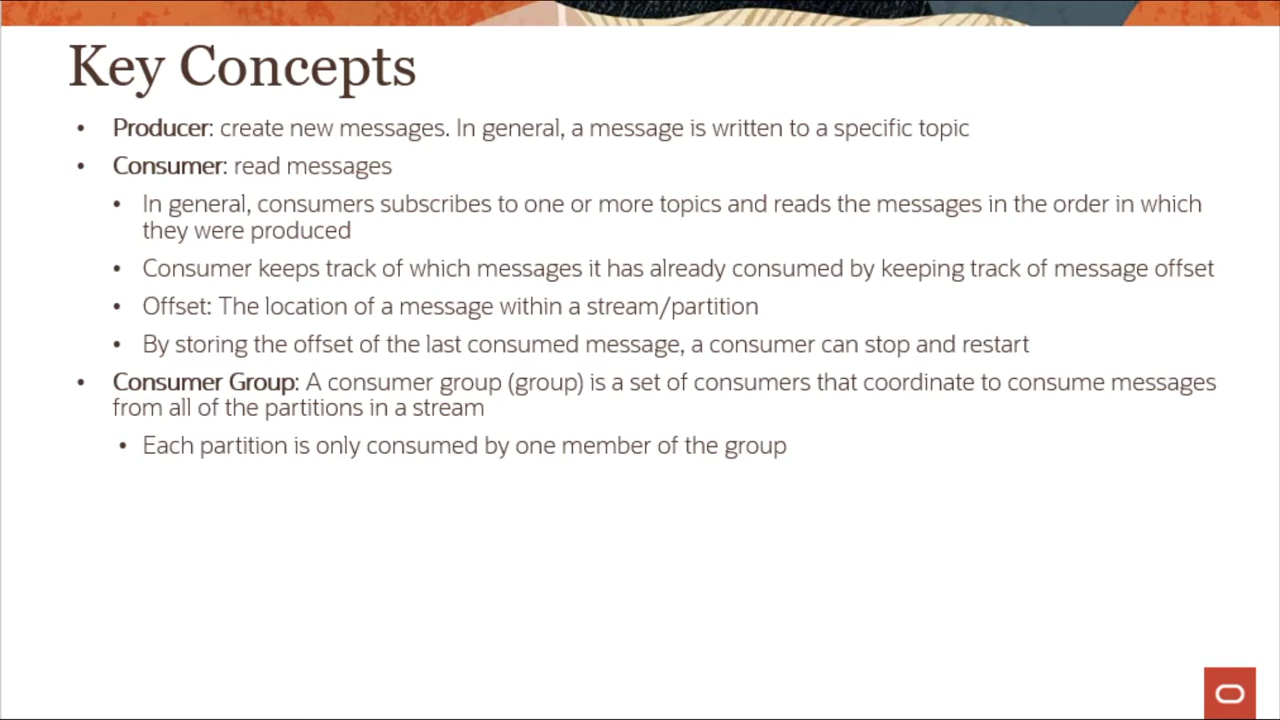 Key Concepts
• Producer: create new messages. In general, a message is written to a specific topic
• Consumer: read messages
• In general, consumers subscribes to one or more topics and reads the messages in the order in which
they were produced
• Consumer keeps track of which messages it has already consumed by keeping track of message offset
• Offset: The location of a message within a stream/partition
• By storing the offset of the last consumed message, a consumer can stop and restart
• Consumer Group: A consumer group (group) is a set of consumers that coordinate to consume messages
from all of the partitions in a stream
• Each partition is only consumed by one member of the group